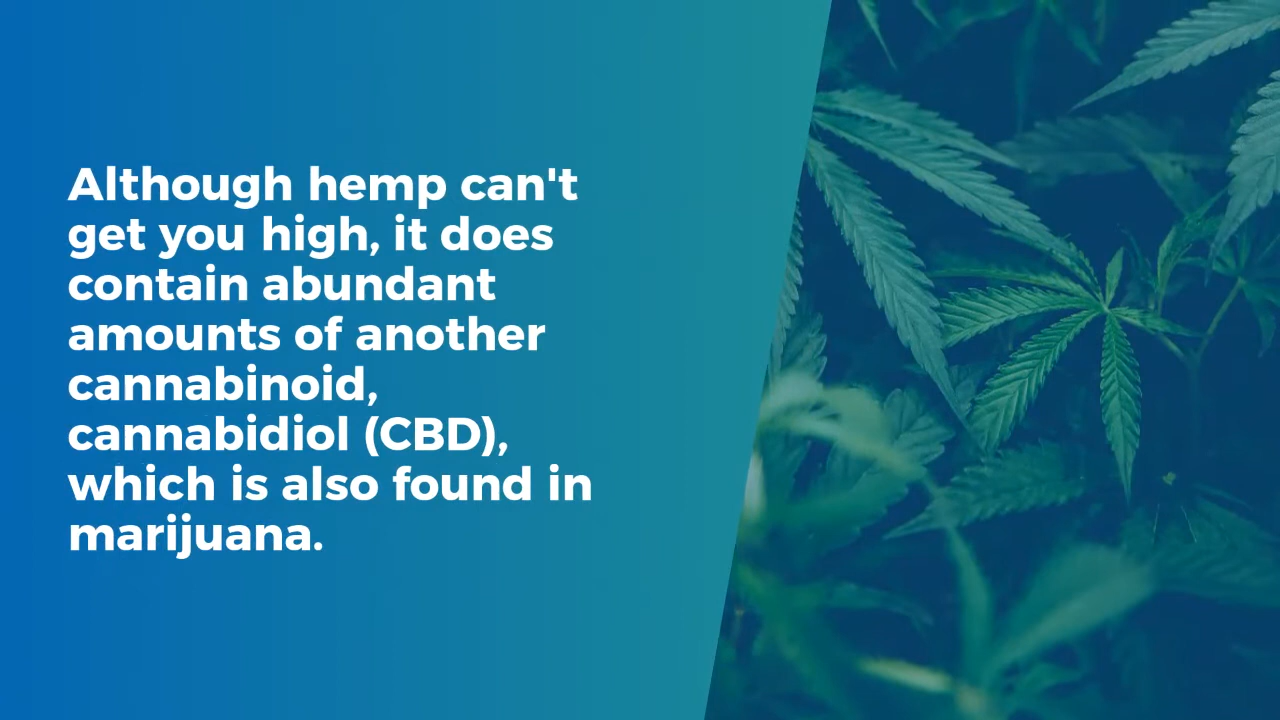 Although hemp can't
get you high, it does
contain abundant
amounts of another
cannabinoid,
cannabidiol (CBD),
which is also found in
marijuana.